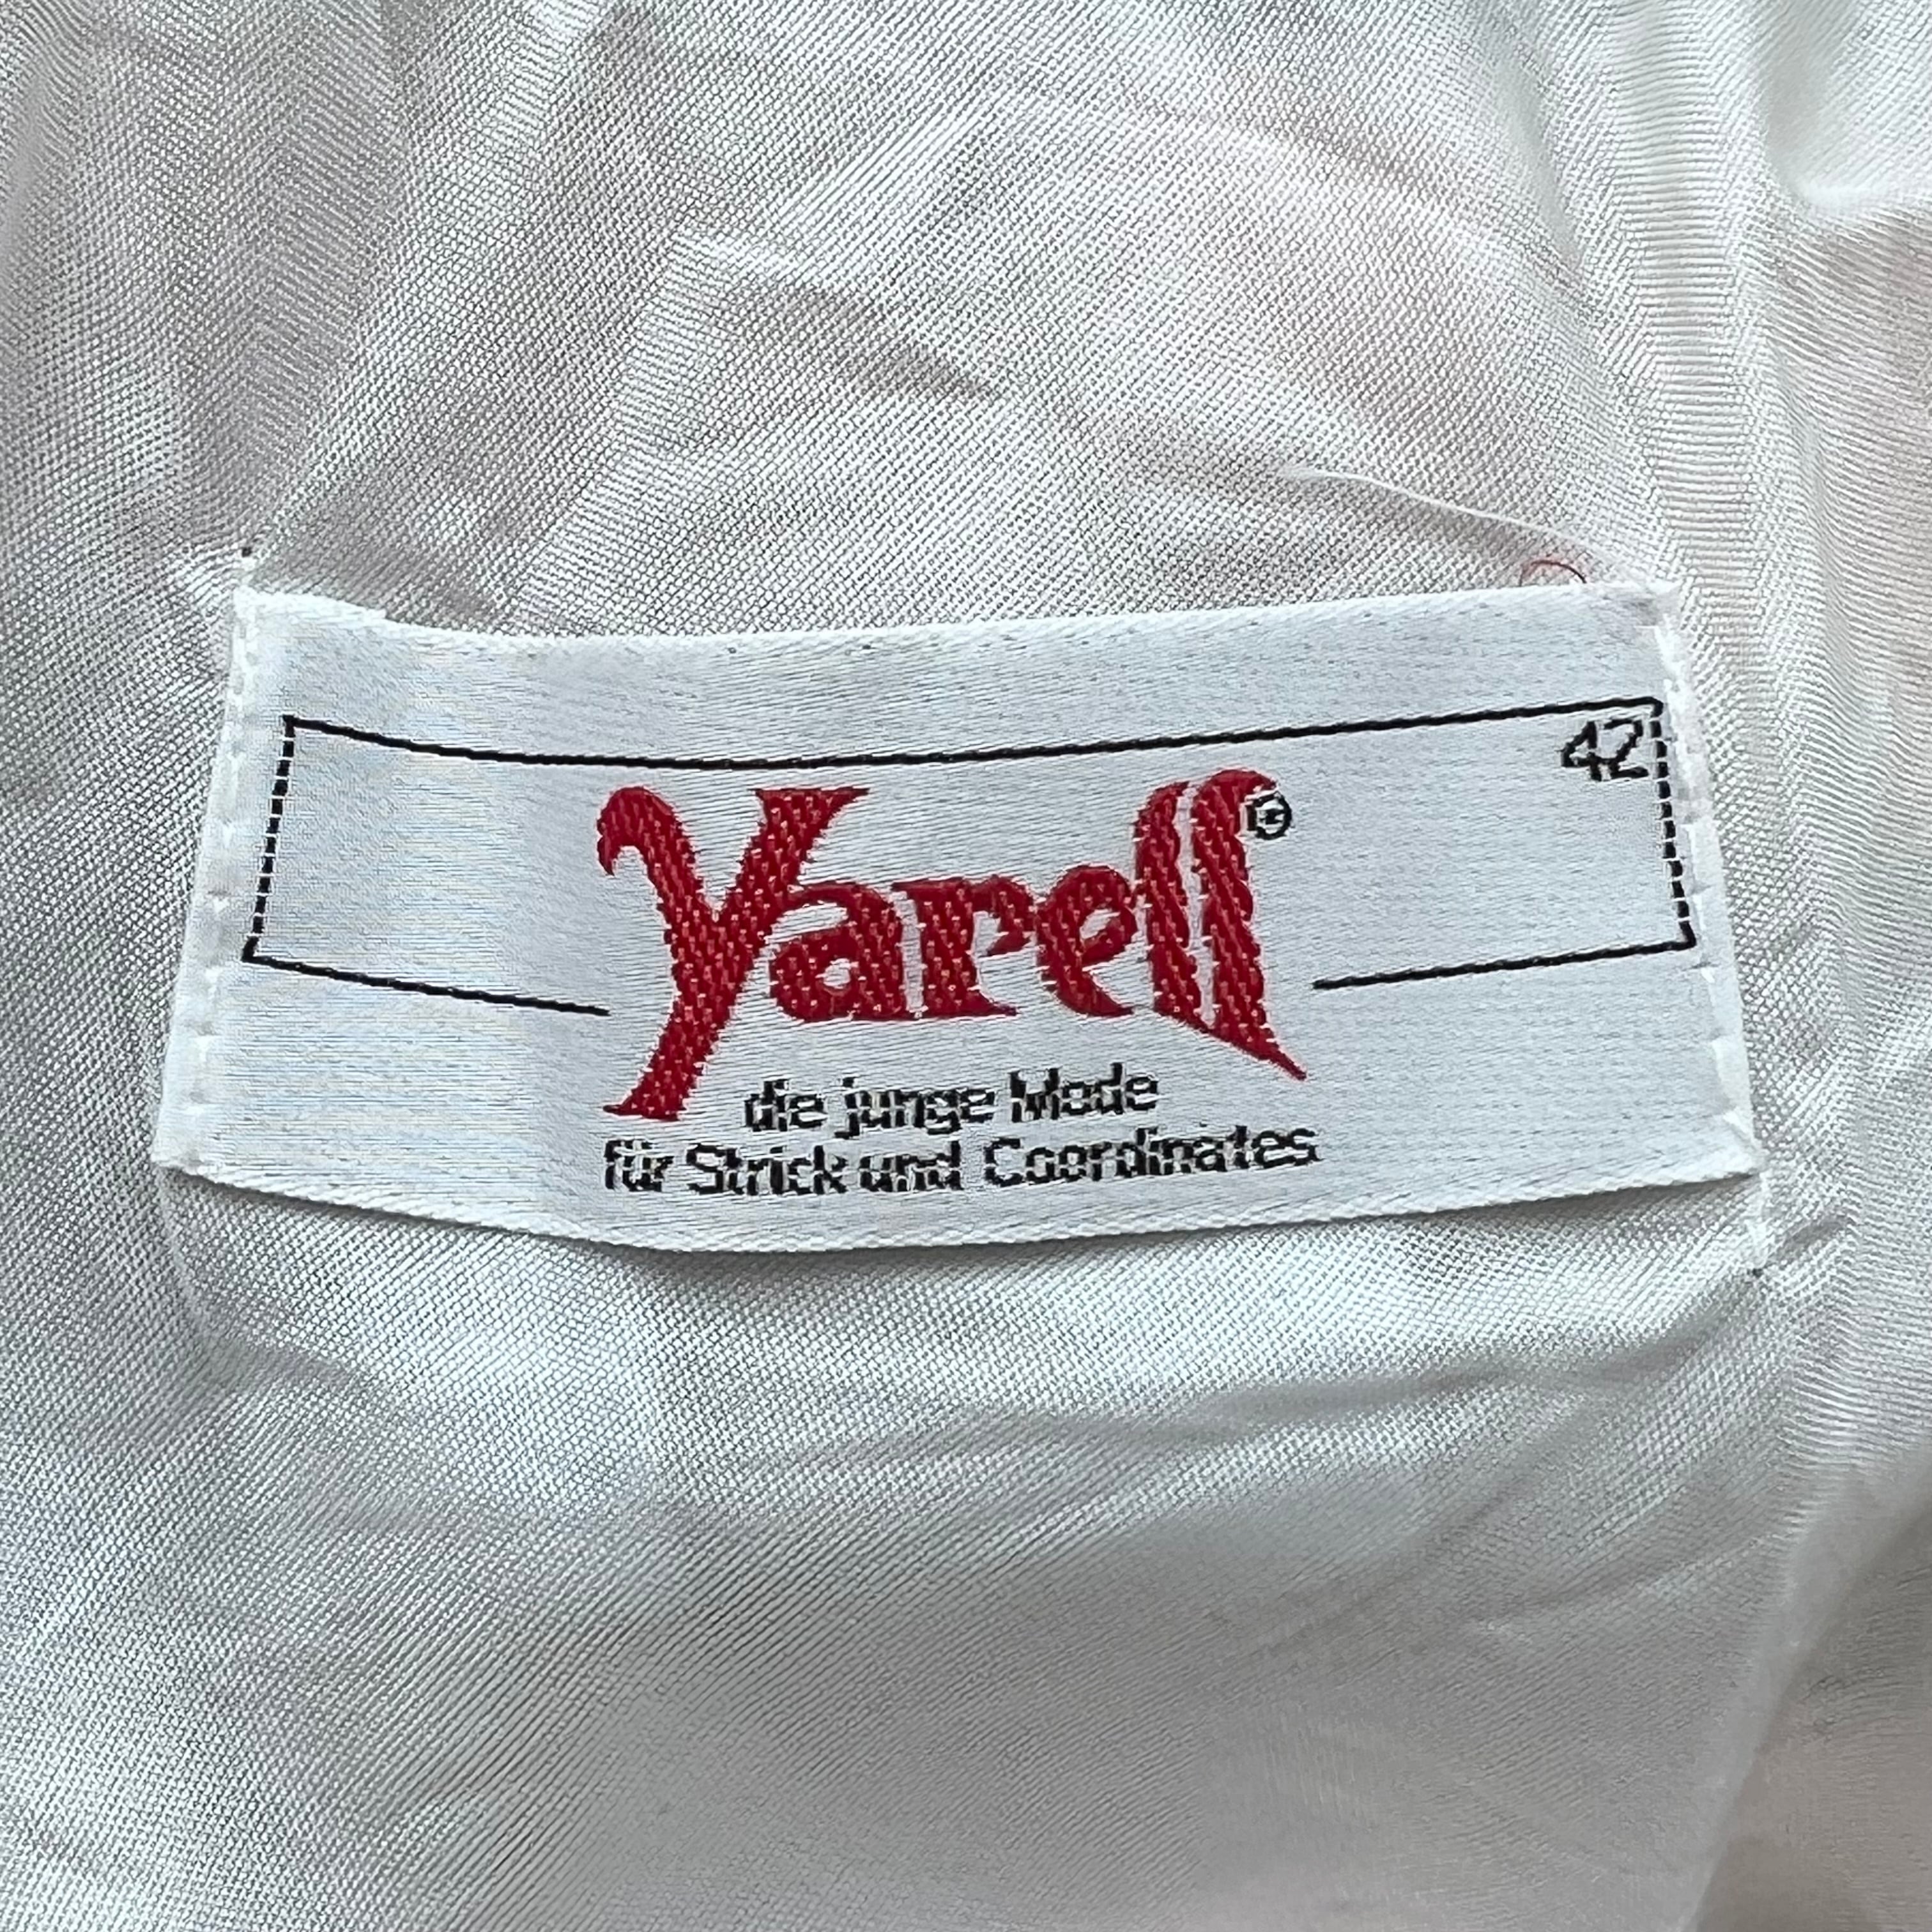 42
Yarell®
die junge Mode
für Strick und Coordinates